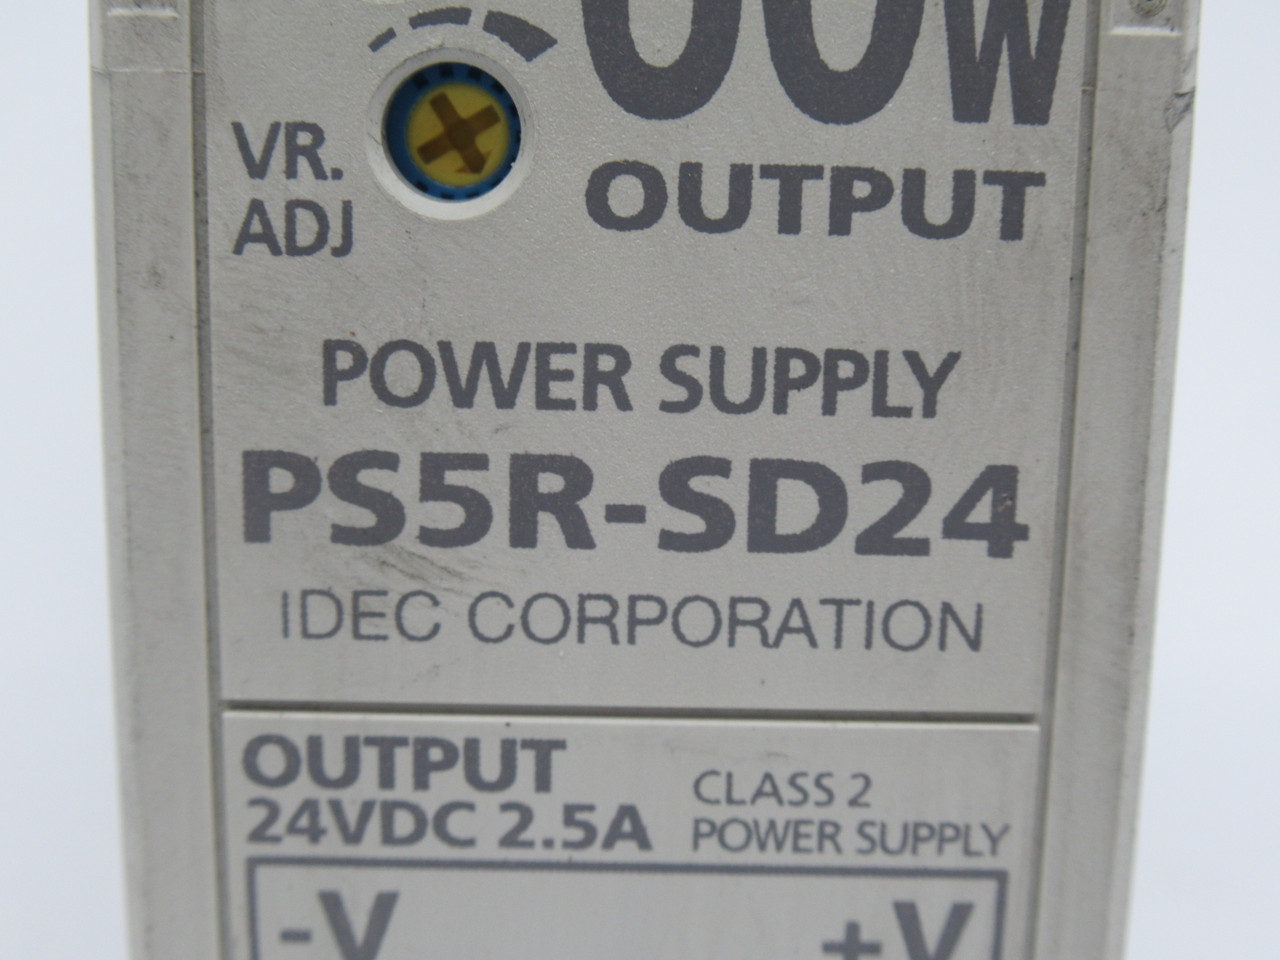 W
OUTPUT
VR.
ADJ
POWER SUPPLY
PS5R-SD24
IDEC CORPORATION
OUTPUT
24VDC 2.5A
CLASS 2
POWER SUPPLY
-V
+V